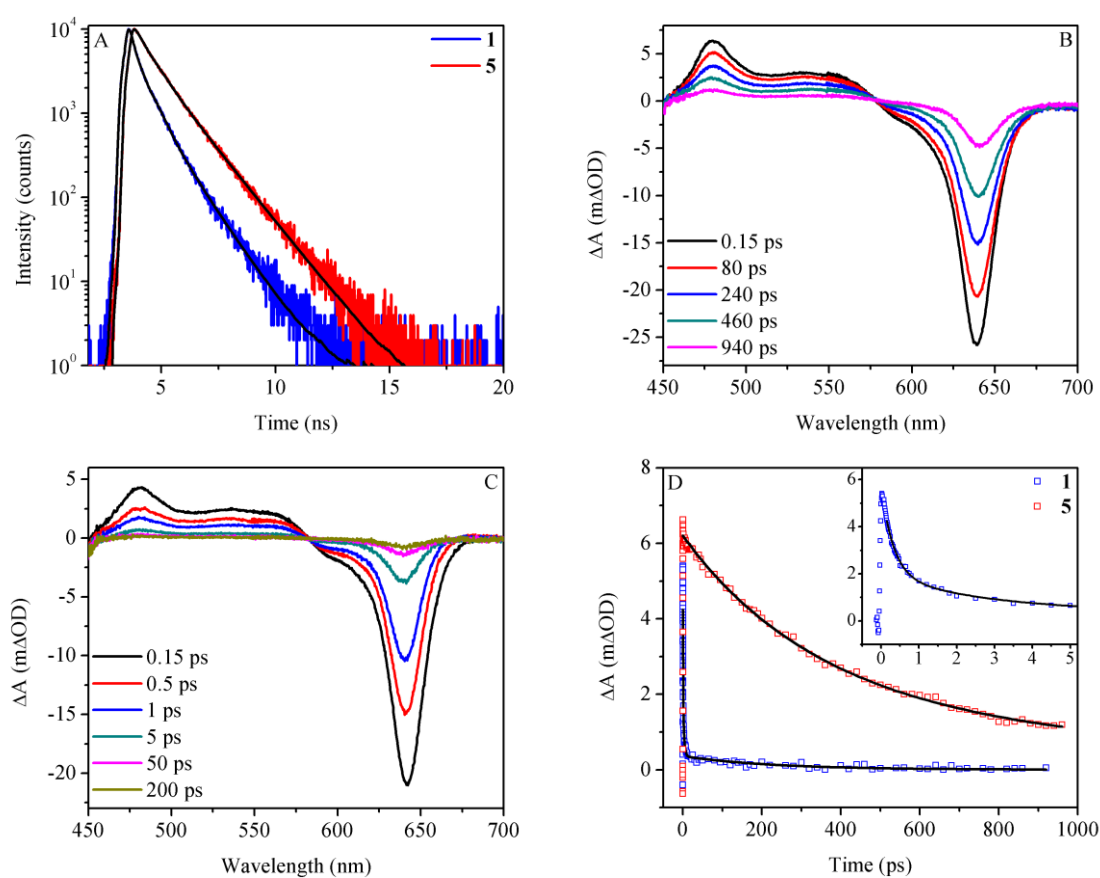 A
1
5
10^4
10^3
10^2
10^1
10^0
Intensity (counts)
5 10 15 20
Time (ns)
B
5
0
-5
-10
-15
-20
-25
ΔA (mΔOD)
0.15 ps
80 ps
240 ps
460 ps
940 ps
450 500 550 600 650 700
Wavelength (nm)
C
5
0
-5
-10
-15
-20
ΔA (mΔOD)
0.15 ps
0.5 ps
1 ps
5 ps
50 ps
200 ps
450 500 550 600 650 700
Wavelength (nm)
D
8
6
4
2
0
ΔA (mΔOD)
0 200 400 600 800 1000
Time (ps)
6
5
4
3
2
1
0
0 1 2 3 4 5
1
5